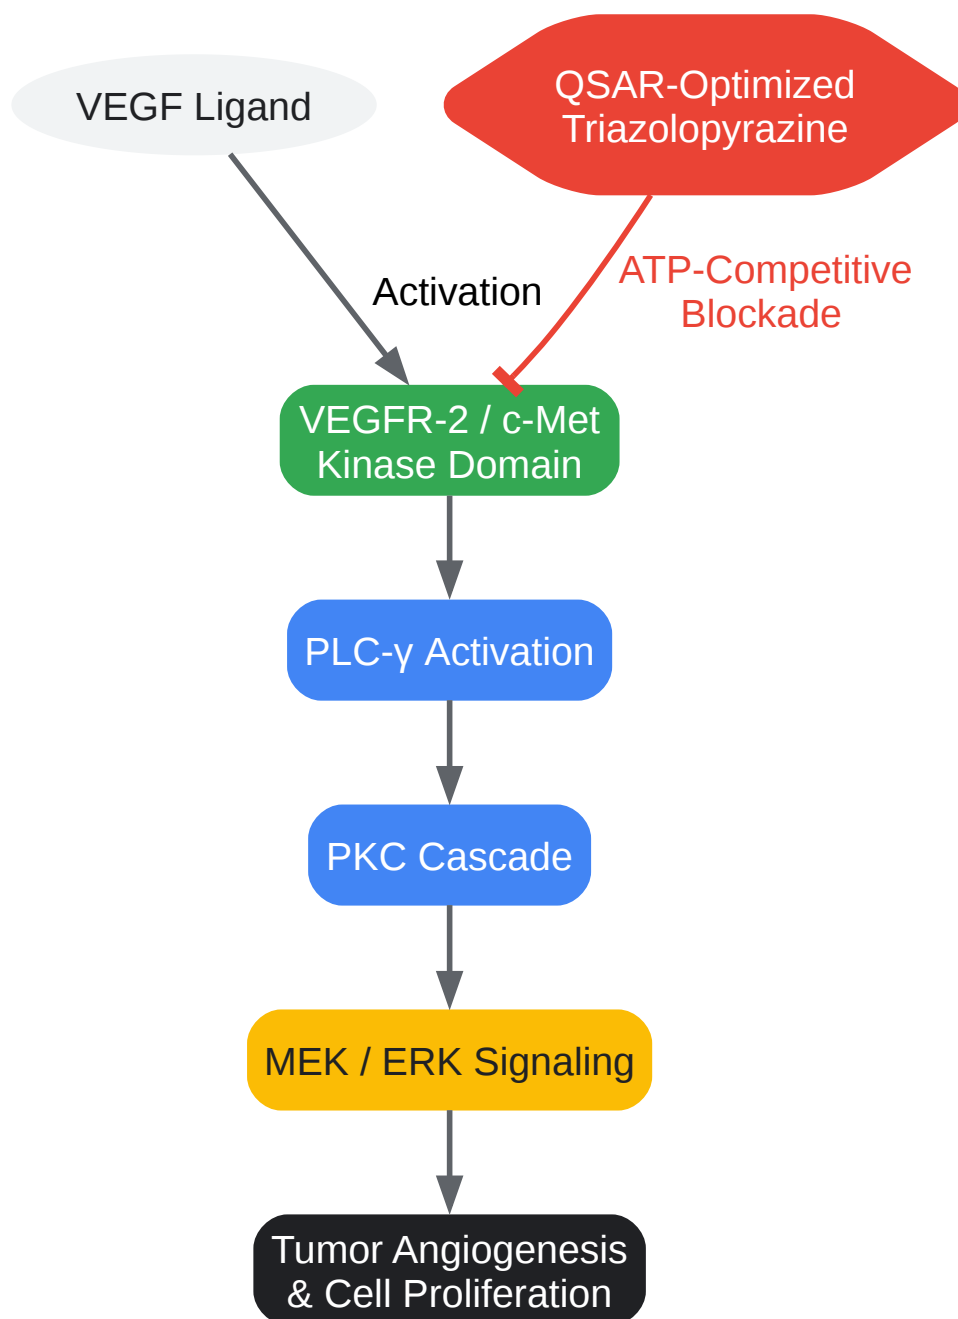 VEGF Ligand
QSAR-Optimized
Triazolopyrazine
Activation
ATP-Competitive
Blockade
VEGFR-2 / c-Met
Kinase Domain
PLC-γ Activation
PKC Cascade
MEK / ERK Signaling
Tumor Angiogenesis
& Cell Proliferation